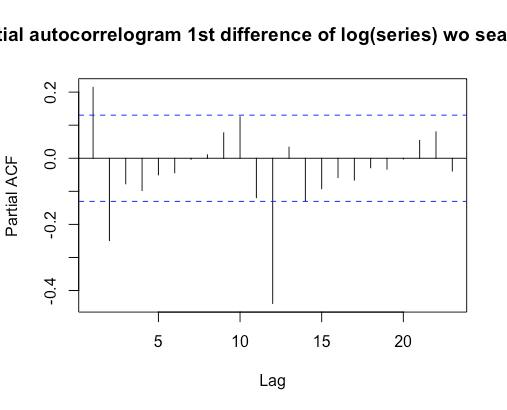 tial autocorrelogram 1st difference of log(series) wo sea
Partial ACF
0.2
0.0
-0.2
-0.4
5 10 15 20
Lag